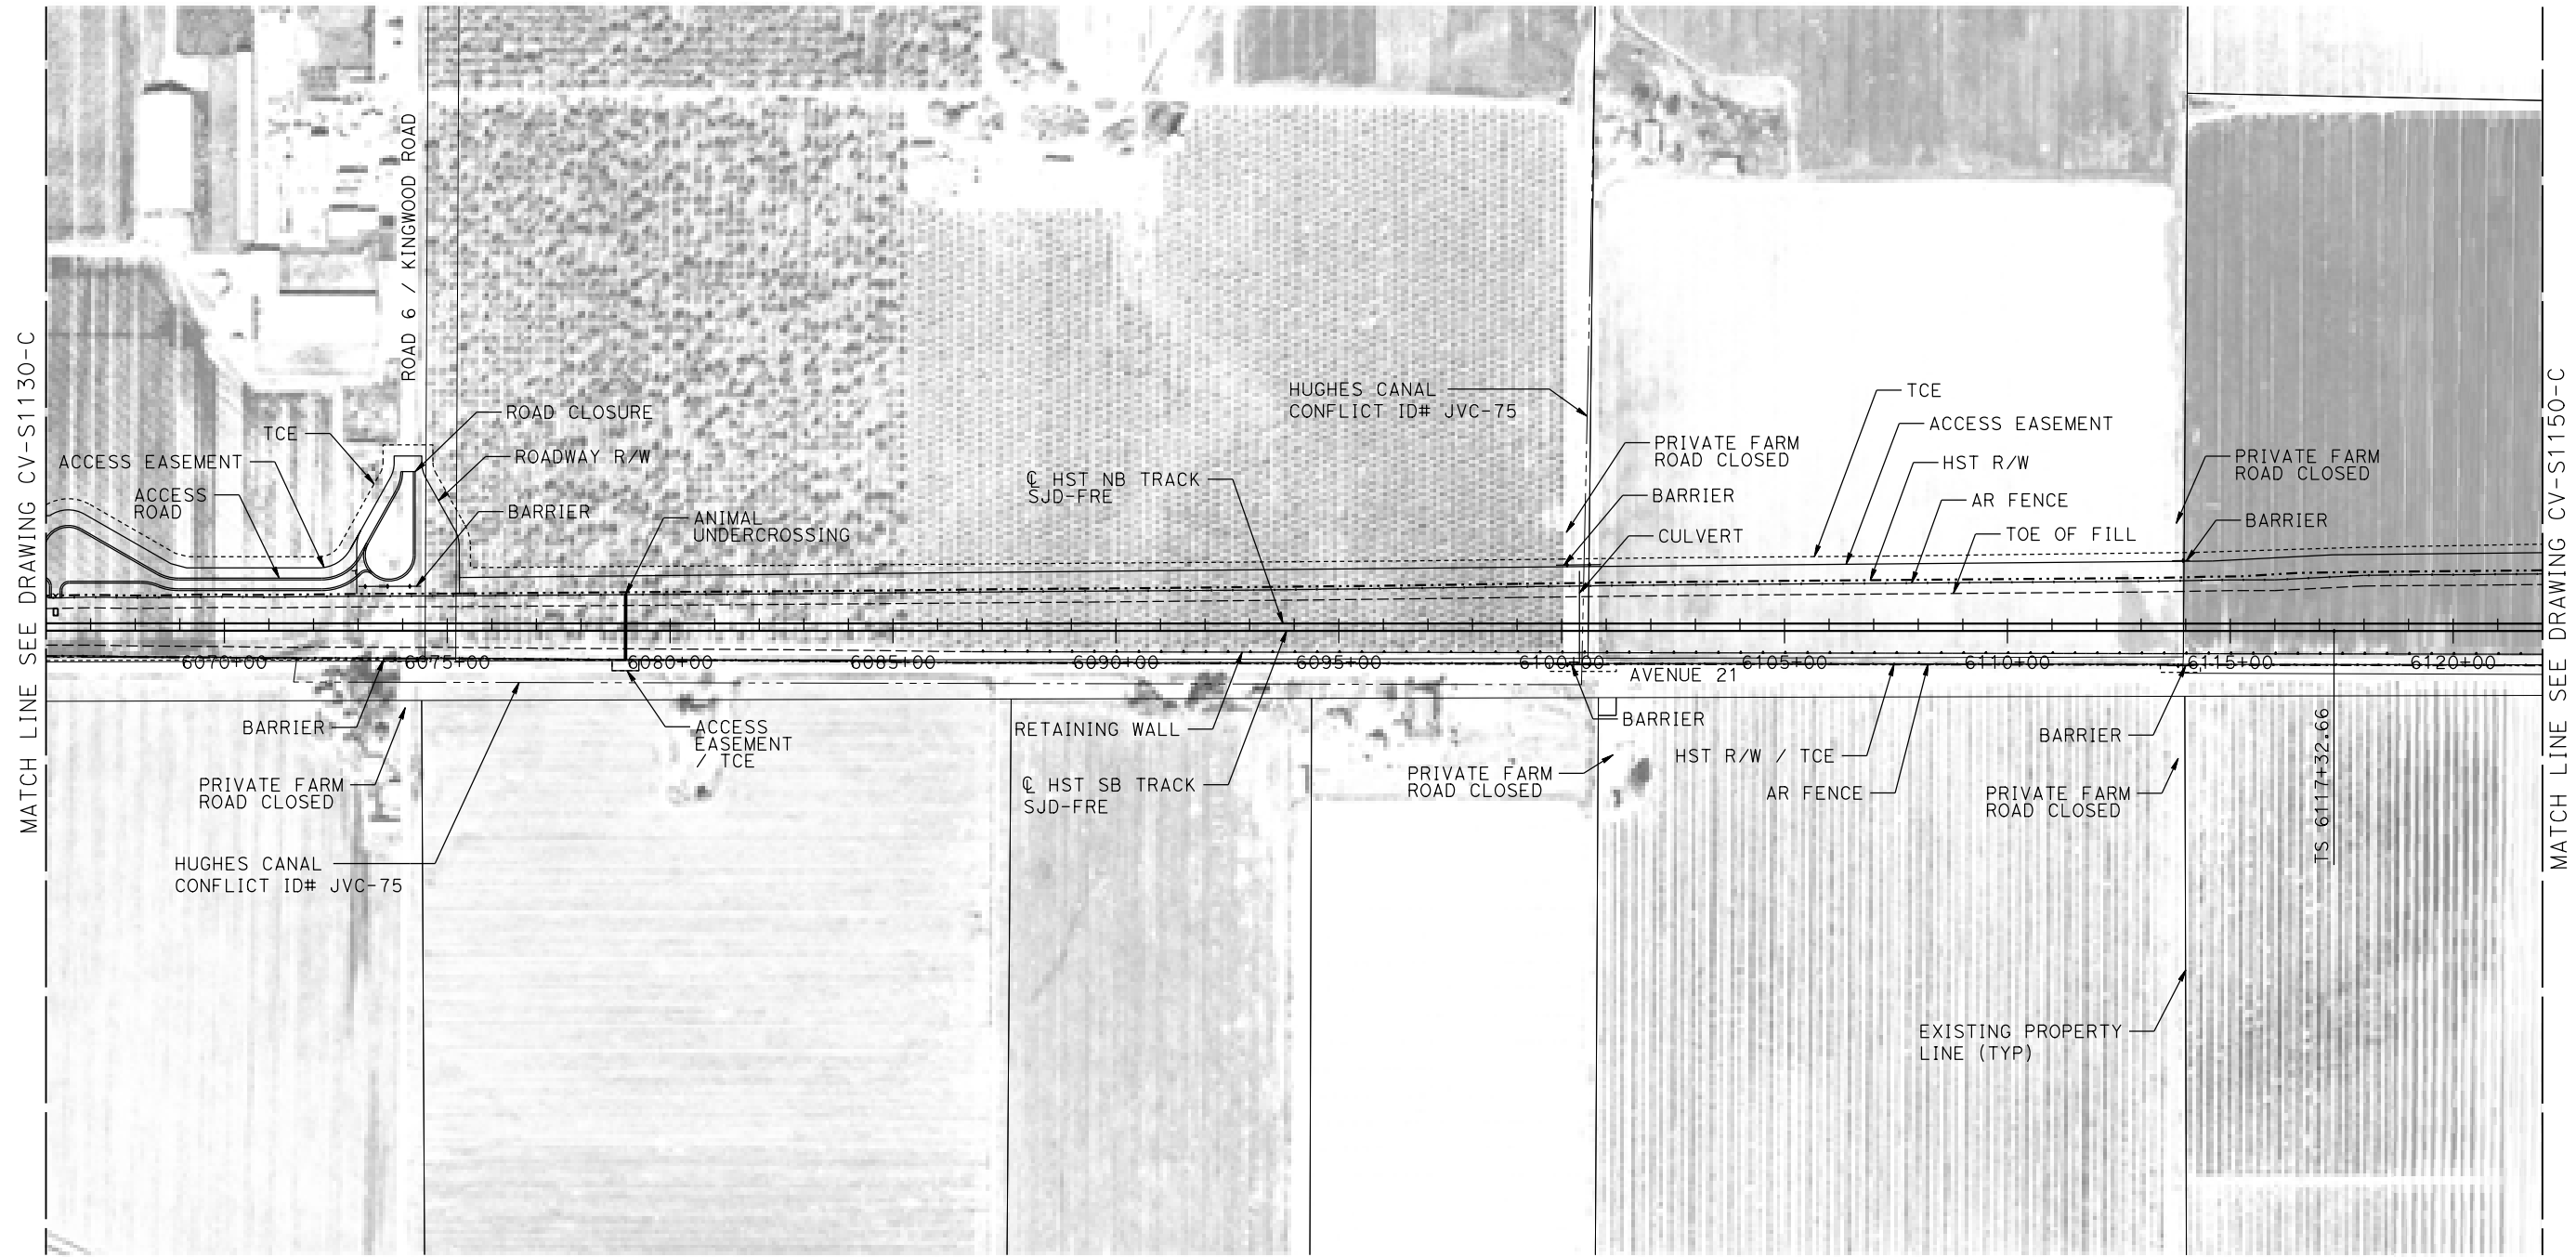 MATCH LINE SEE DRAWING CV-S1130-C
ROAD 6 / KINGWOOD ROAD
TCE
ACCESS EASEMENT
ACCESS
ROAD
ROAD CLOSURE
ROADWAY R/W
BARRIER
ANIMAL
UNDERCROSSING
℄ HST NB TRACK
SJD-FRE
HUGHES CANAL
CONFLICT ID# JVC-75
PRIVATE FARM
ROAD CLOSED
BARRIER
CULVERT
TCE
ACCESS EASEMENT
HST R/W
AR FENCE
TOE OF FILL
PRIVATE FARM
ROAD CLOSED
BARRIER
6070+00
6075+00
6080+00
6085+00
6090+00
6095+00
6100+00
6105+00
6110+00
6115+00
6120+00
AVENUE 21
BARRIER
PRIVATE FARM
ROAD CLOSED
HUGHES CANAL
CONFLICT ID# JVC-75
ACCESS
EASEMENT
/ TCE
RETAINING WALL
℄ HST SB TRACK
SJD-FRE
BARRIER
PRIVATE FARM
ROAD CLOSED
HST R/W / TCE
AR FENCE
BARRIER
PRIVATE FARM
ROAD CLOSED
TS 6117+32.66
EXISTING PROPERTY
LINE (TYP)
MATCH LINE SEE DRAWING CV-S1150-C